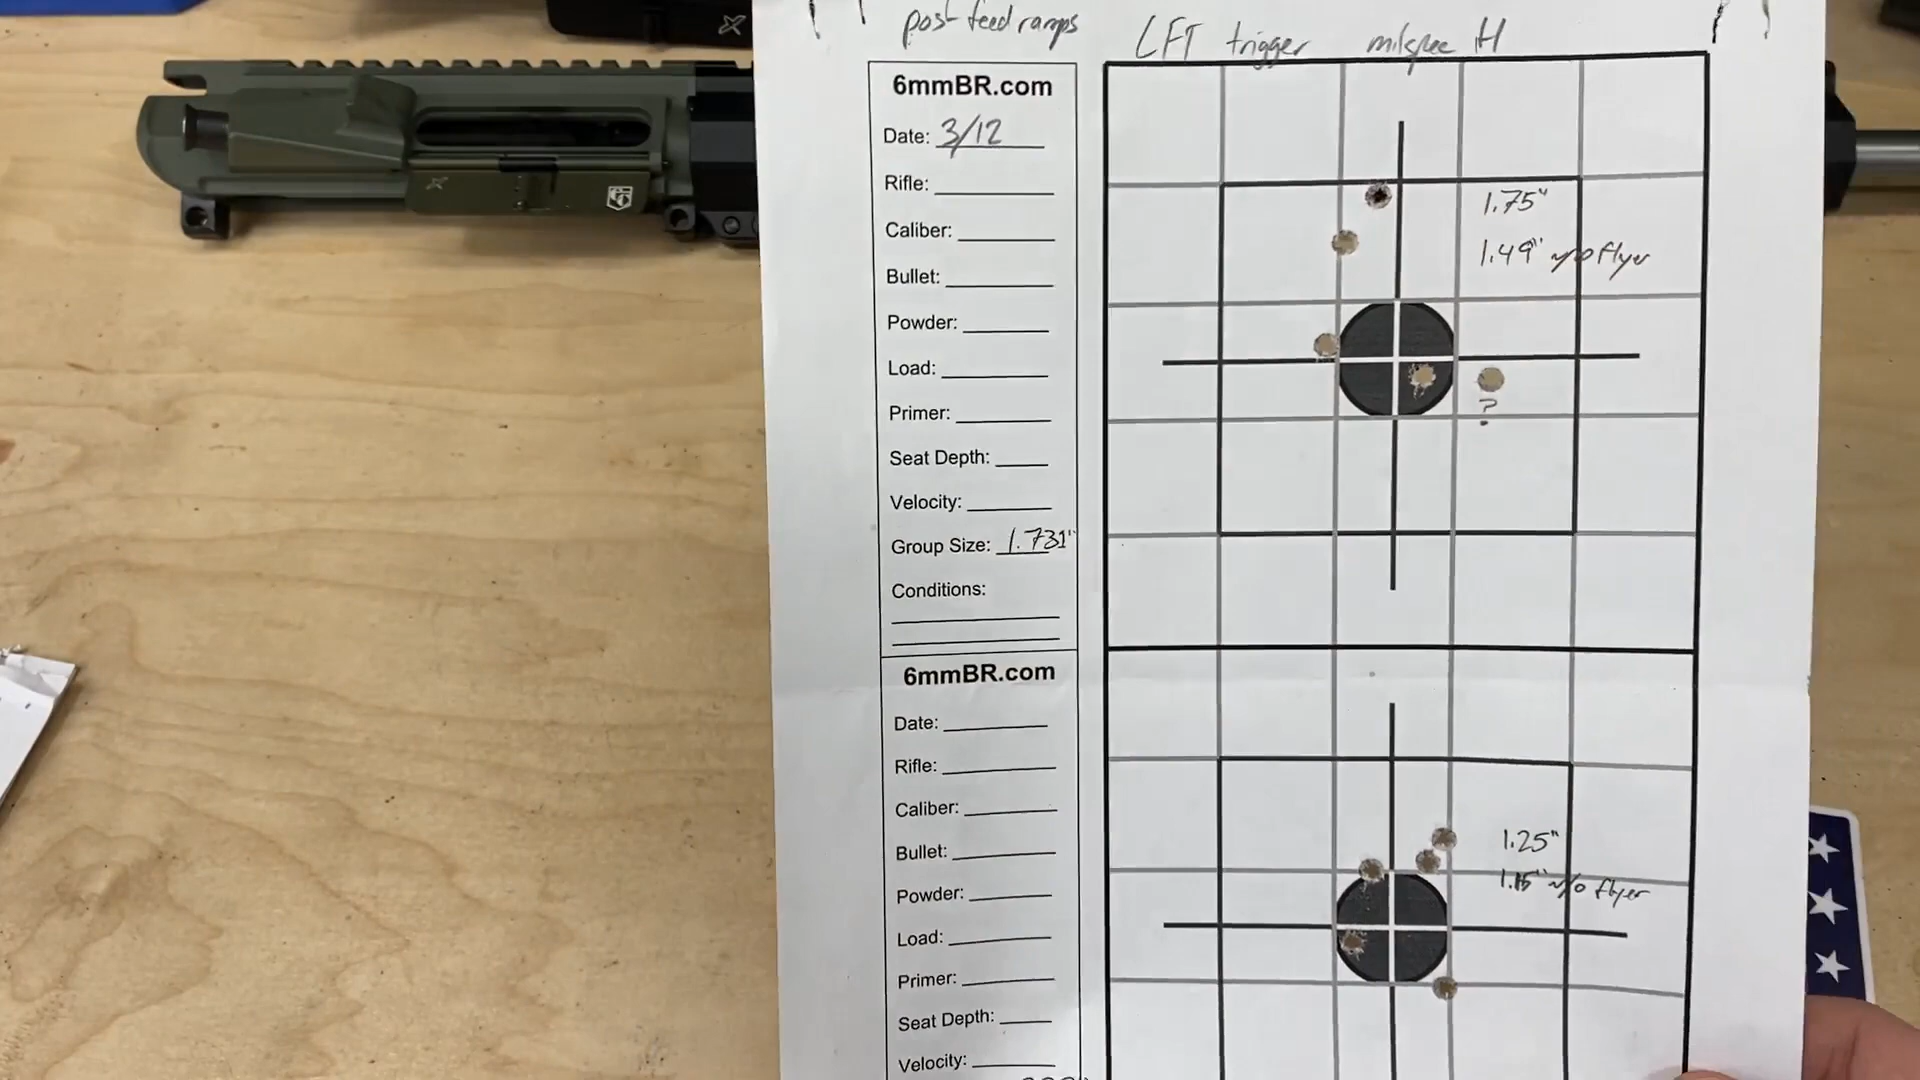 post feed ramps
LFT trigger milspec H
6mmBR.com
Date: 3/12
Rifle:
Caliber:
Bullet:
Powder:
Load:
Primer:
Seat Depth:
Velocity:
Group Size: 1.731"
Conditions:
1.75"
1.49" w/o flyer
?
6mmBR.com
Date:
Rifle:
Caliber:
Bullet:
Powder:
Load:
Primer:
Seat Depth:
Velocity:
1.25"
1.15" w/o flyer